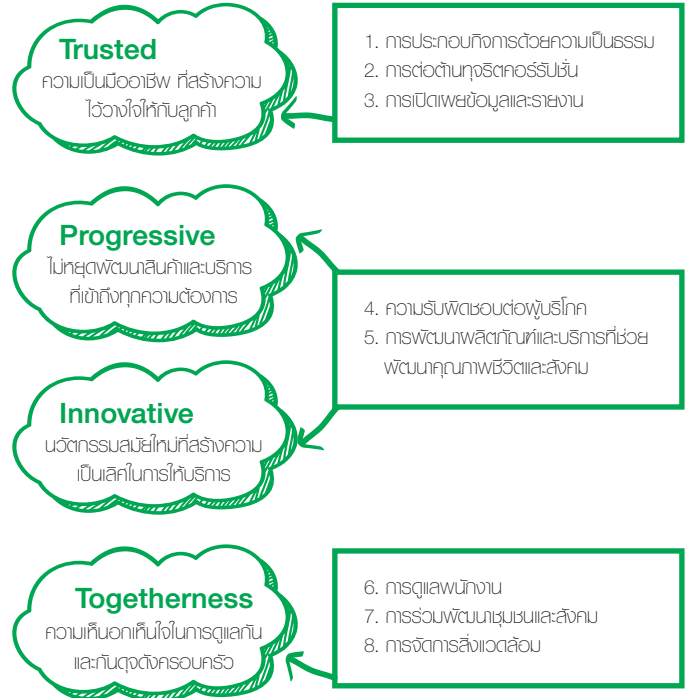 Trusted
ความเป็นมืออาชีพ ที่สร้างความ
ไว้วางใจให้กับลูกค้า
1. การประกอบกิจการด้วยความเป็นธรรม
2. การต่อต้านทุจริตคอร์รัปชั่น
3. การเปิดเผยข้อมูลและรายงาน
Progressive
ไม่หยุดพัฒนาสินค้าและบริการ
ที่เข้าถึงทุกความต้องการ
4. ความรับผิดชอบต่อผู้บริโภค
5. การพัฒนาผลิตภัณฑ์และบริการที่ช่วย
พัฒนาคุณภาพชีวิตและสังคม
Innovative
นวัตกรรมสมัยใหม่ที่สร้างความ
เป็นเลิศในการให้บริการ
Togetherness
ความเห็นอกเห็นใจในการดูแลกัน
และกันดุจดังครอบครัว
6. การดูแลพนักงาน
7. การร่วมพัฒนาชุมชนและสังคม
8. การจัดการสิ่งแวดล้อม